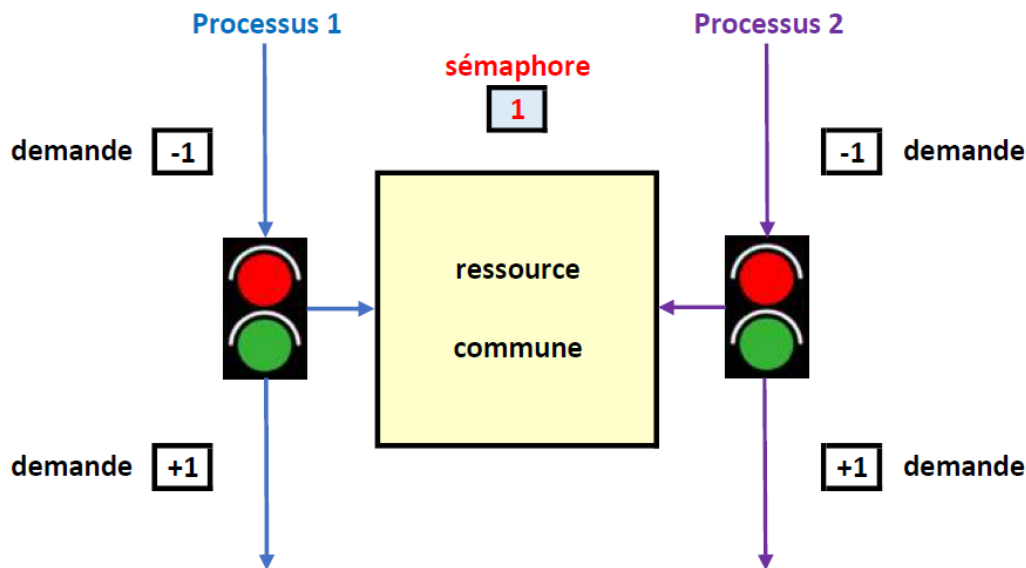 Processus 1
Processus 2
sémaphore
1
demande -1
-1 demande
ressource
commune
demande +1
+1 demande